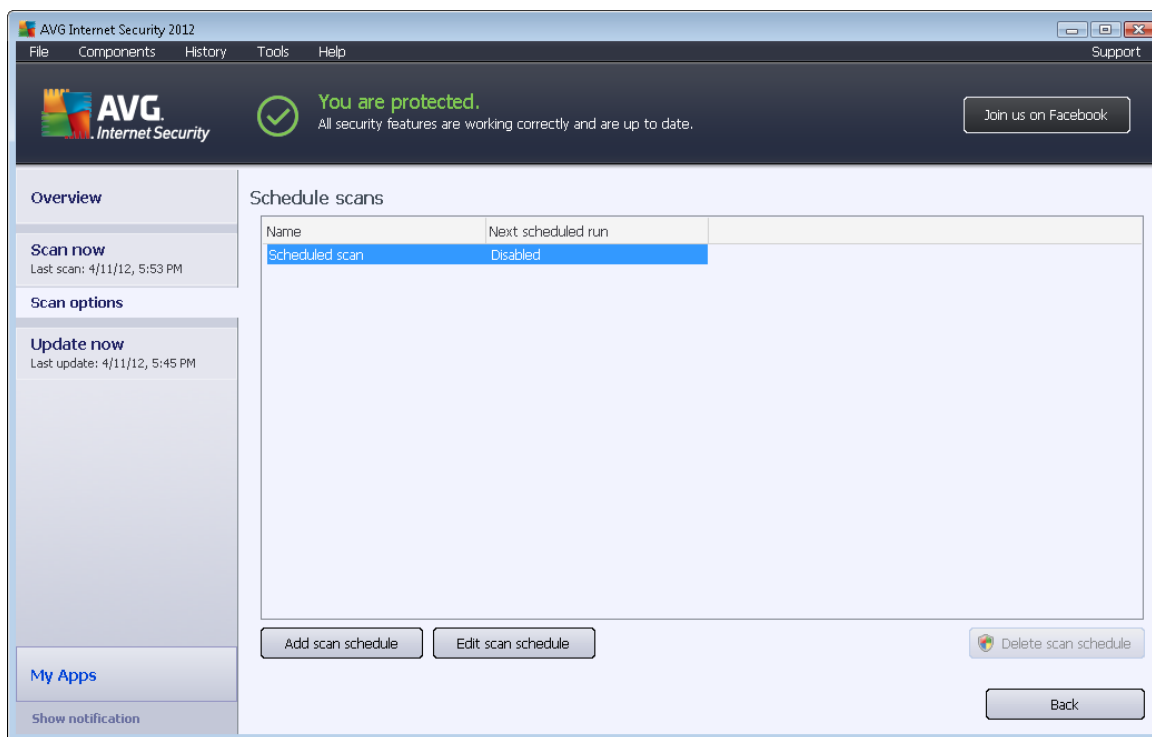 AVG Internet Security 2012
File Components History Tools Help Support
AVG.
Internet Security
You are protected.
All security features are working correctly and are up to date.
Join us on Facebook
Overview
Scan now
Last scan: 4/11/12, 5:53 PM
Scan options
Update now
Last update: 4/11/12, 5:45 PM
My Apps
Show notification
Schedule scans
Name Next scheduled run
Scheduled scan Disabled
Add scan schedule Edit scan schedule Delete scan schedule
Back